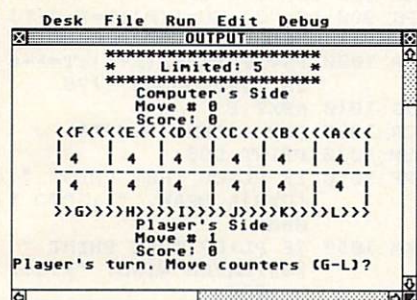 Desk File Run Edit Debug
OUTPUT
**********************
* Limited: 5 *
**********************
Computer's Side
Move # 0
Score: 0
<<F<<<<E<<<<D<<<<C<<<<B<<<<A<<<
4 4 4 4 4 4
4 4 4 4 4 4
>>G>>>>H>>>>I>>>>J>>>>K>>>>L>>>
Player's Side
Move # 0
Score: 0
Player's turn. Move Counters (G-L)?